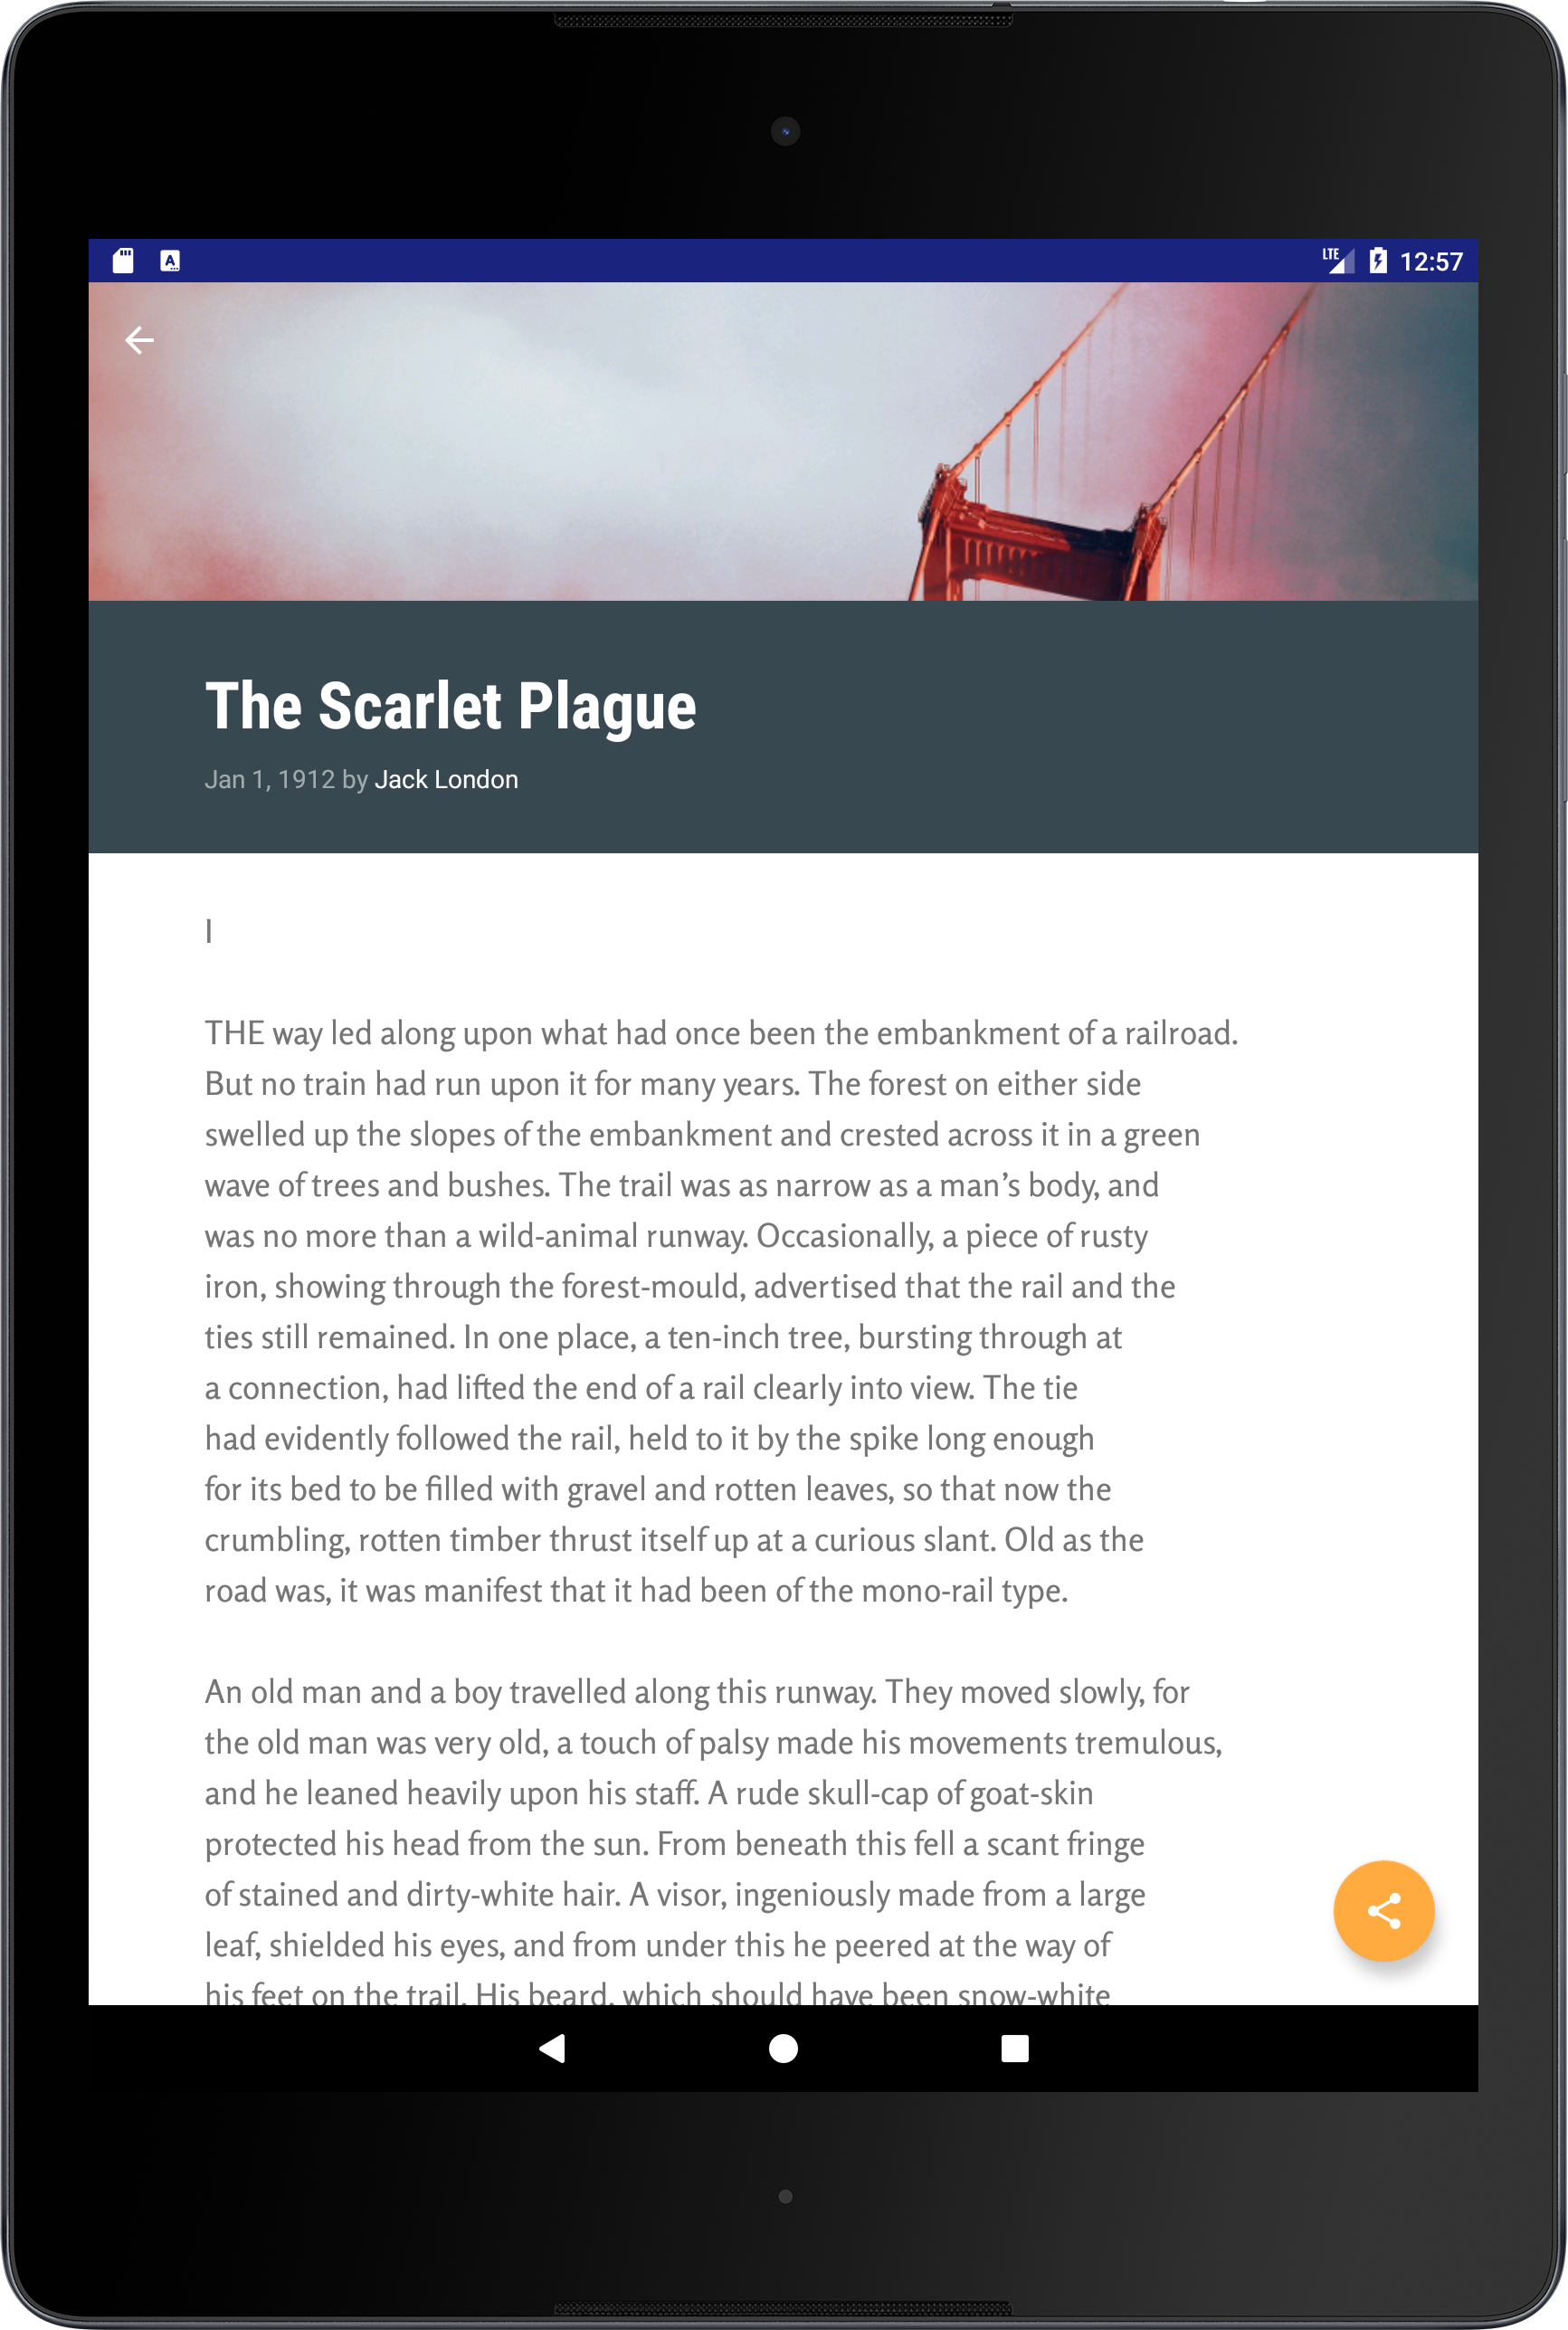 LTE 12:57
The Scarlet Plague
Jan 1, 1912 by Jack London
I
THE way led along upon what had once been the embankment of a railroad.
But no train had run upon it for many years. The forest on either side
swelled up the slopes of the embankment and crested across it in a green
wave of trees and bushes. The trail was as narrow as a man’s body, and
was no more than a wild-animal runway. Occasionally, a piece of rusty
iron, showing through the forest-mould, advertised that the rail and the
ties still remained. In one place, a ten-inch tree, bursting through at
a connection, had lifted the end of a rail clearly into view. The tie
had evidently followed the rail, held to it by the spike long enough
for its bed to be filled with gravel and rotten leaves, so that now the
crumbling, rotten timber thrust itself up at a curious slant. Old as the
road was, it was manifest that it had been of the mono-rail type.
An old man and a boy travelled along this runway. They moved slowly, for
the old man was very old, a touch of palsy made his movements tremulous,
and he leaned heavily upon his staff. A rude skull-cap of goat-skin
protected his head from the sun. From beneath this fell a scant fringe
of stained and dirty-white hair. A visor, ingeniously made from a large
leaf, shielded his eyes, and from under this he peered at the way of
his feet on the trail. His beard, which should have been snow-white